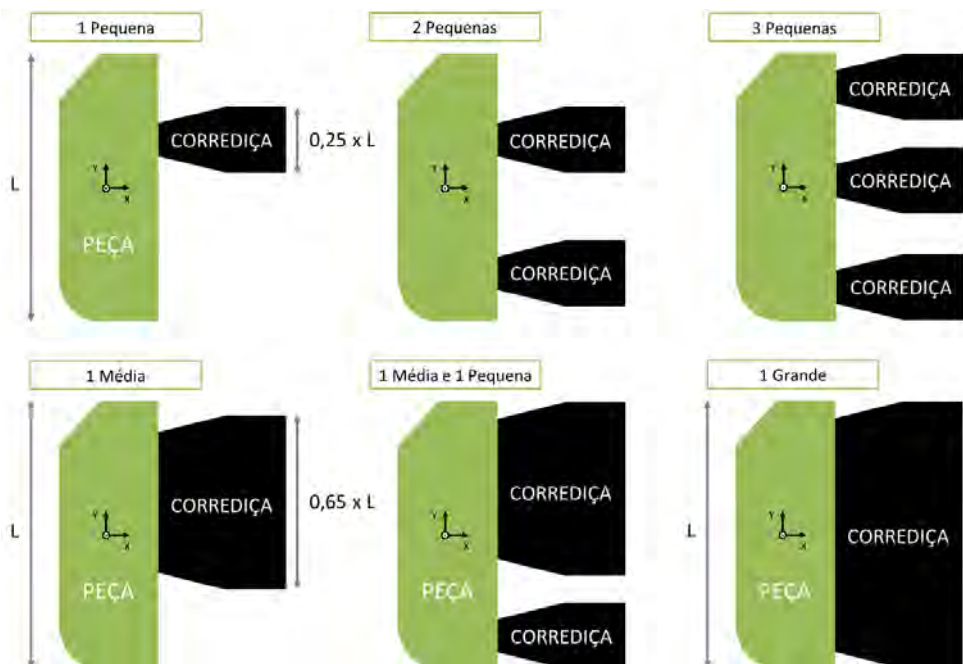 1 Pequena
2 Pequenas
3 Pequenas
CORREDIÇA
CORREDIÇA
CORREDIÇA
0,25 x L
Y
X
Y
X
Y
X
CORREDIÇA
L
PEÇA
CORREDIÇA
CORREDIÇA
1 Média
1 Média e 1 Pequena
1 Grande
CORREDIÇA
CORREDIÇA
0,65 x L
L
Y
X
Y
X
L
Y
X
CORREDIÇA
PEÇA
PEÇA
PEÇA
CORREDIÇA